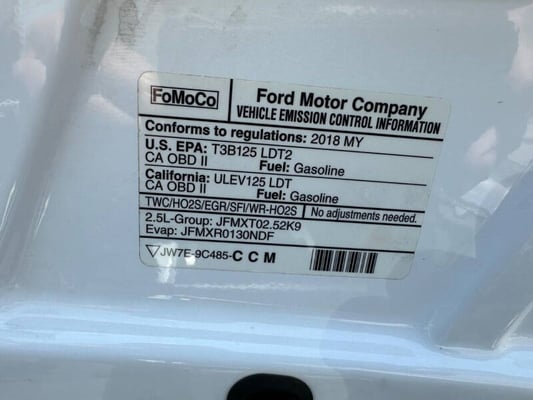 FoMoCo
Ford Motor Company
VEHICLE EMISSION CONTROL INFORMATION
Conforms to regulations: 2018 MY
U.S. EPA: T3B125 LDT2
CA OBD II Fuel: Gasoline
California: ULEV125 LDT
CA OBD II Fuel: Gasoline
TWC/HO2S/EGR/SFI/WR-HO2S No adjustments needed.
2.5L-Group: JFMXT02.52K9
Evap: JFMXR0130NDF
JW7E-9C485-C C M